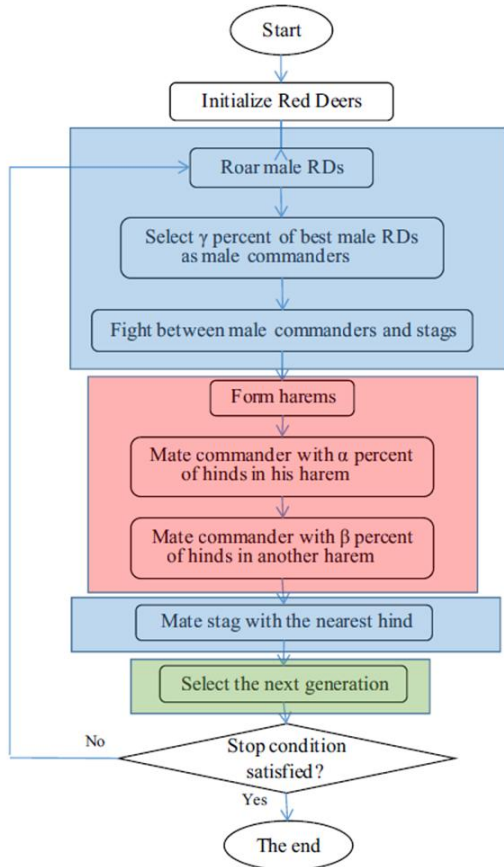 Start
Initialize Red Deers
Roar male RDs
Select γ percent of best male RDs
as male commanders
Fight between male commanders and stags
Form harems
Mate commander with α percent
of hinds in his harem
Mate commander with β percent
of hinds in another harem
Mate stag with the nearest hind
Select the next generation
No
Stop condition
satisfied?
Yes
The end